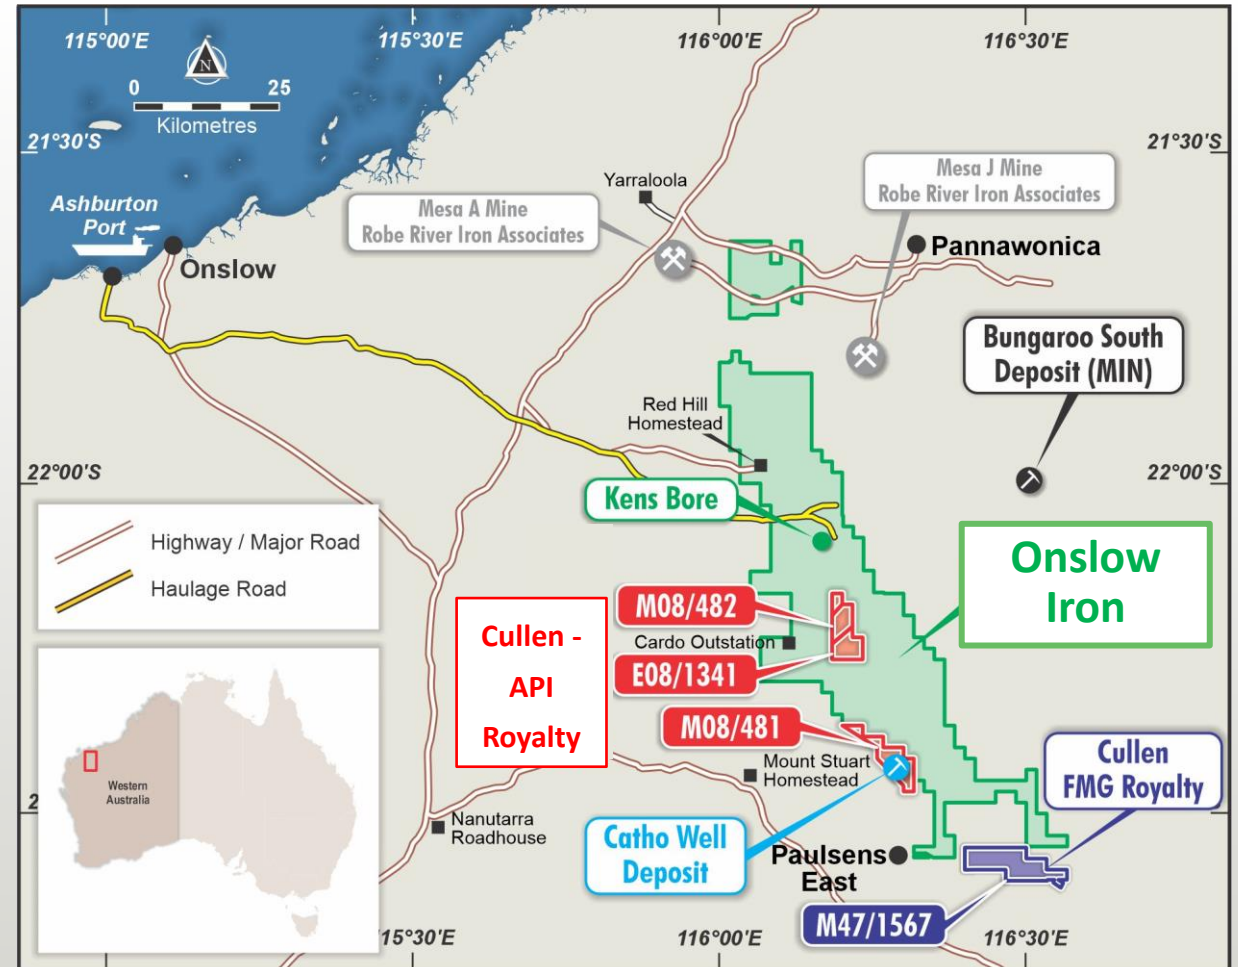 115°00'E
115°30'E
116°00'E
116°30'E
N
0 25
Kilometres
21°30'S
21°30'S
Ashburton
Port
Onslow
Yarraloola
Mesa A Mine
Robe River Iron Associates
Mesa J Mine
Robe River Iron Associates
Pannawonica
Bungaroo South
Deposit (MIN)
Red Hill
Homestead
22°00'S
22°00'S
Kens Bore
Highway / Major Road
Haulage Road
Onslow
Iron
M08/482
Cardo Outstation
E08/1341
Cullen -
API
Royalty
M08/481
Mount Stuart
Homestead
Cullen
FMG Royalty
Western
Australia
2
Nanutarra
Roadhouse
Catho Well
Deposit
Paulsens
East
M47/1567
15°30'E
116°00'E
116°30'E